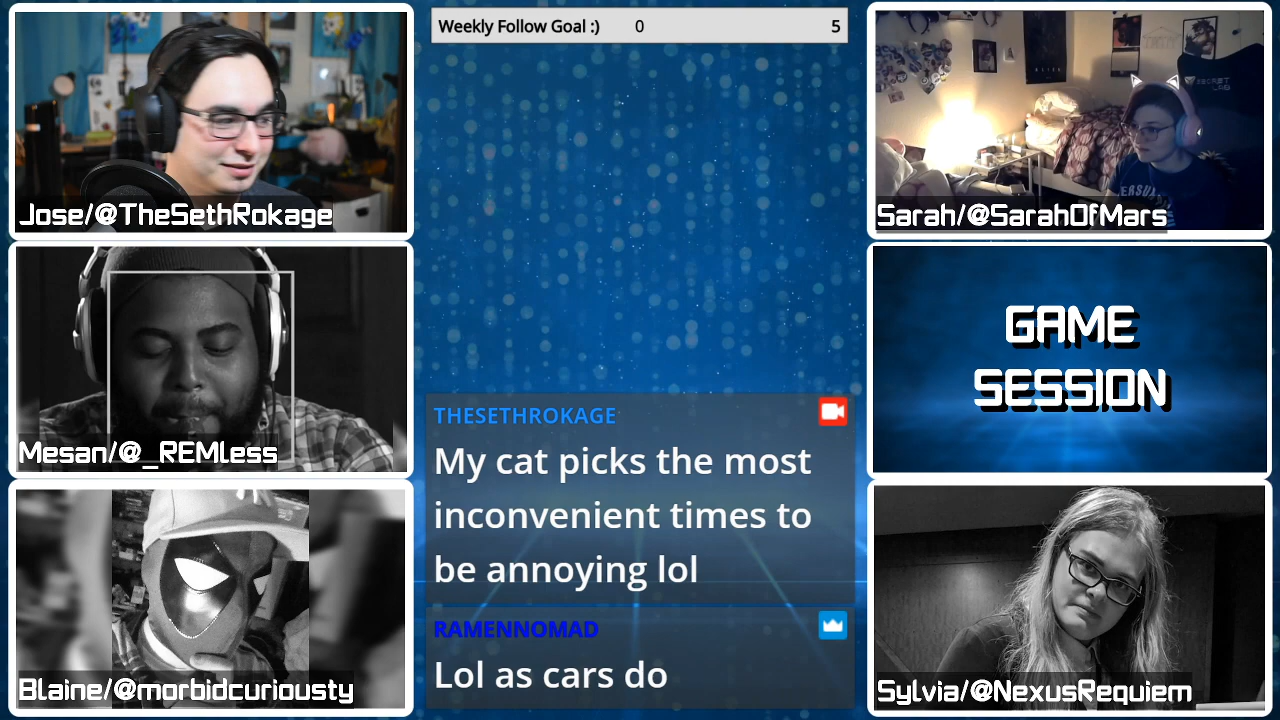 Weekly Follow Goal :) 0 5
Jose/@TheSethRokage
Sarah/@SarahOfMars
Mesan/@_REMless
GAME
SESSION
THESETHROKAGE
My cat picks the most
inconvenient times to
be annoying lol
RAMENNOMAD
Lol as cars do
Blaine/@morbidcuriousty
Sylvia/@NexusRequiem